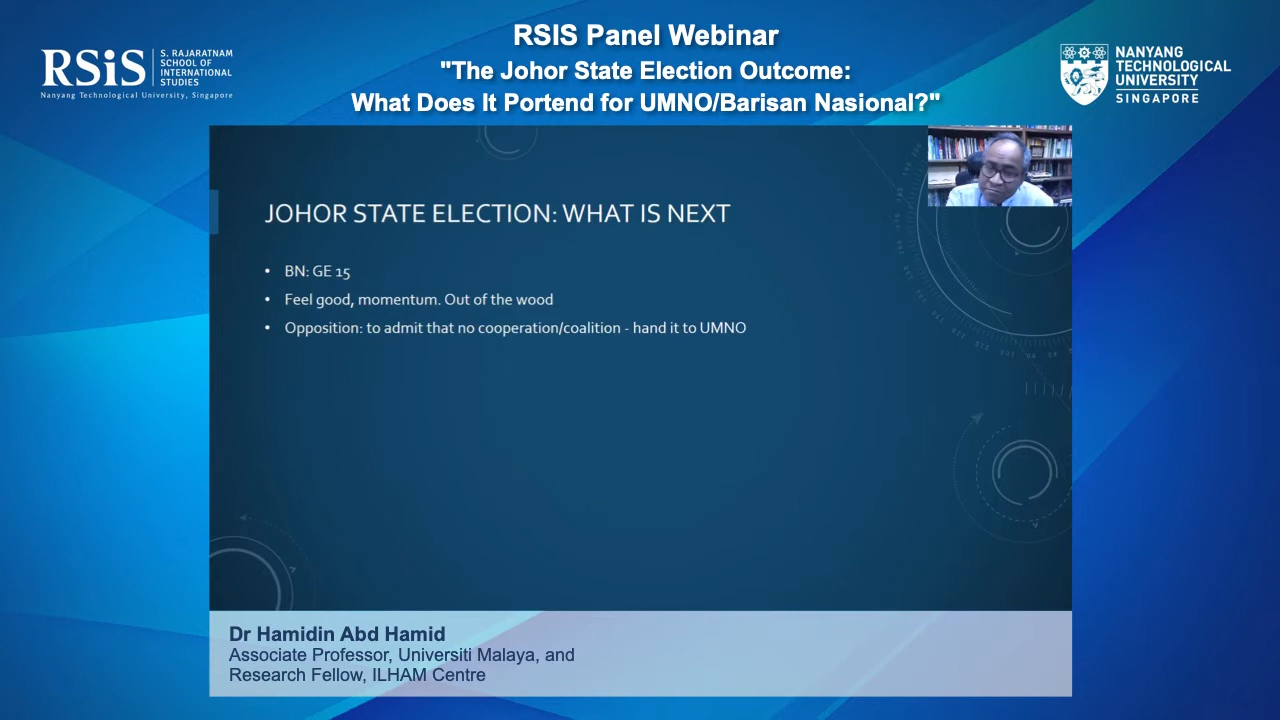 RSIS Panel Webinar
"The Johor State Election Outcome:
What Does It Portend for UMNO/Barisan Nasional?"
RSiS
S. RAJARATNAM
SCHOOL OF
INTERNATIONAL
STUDIES
Nanyang Technological University, Singapore
NANYANG
TECHNOLOGICAL
UNIVERSITY
SINGAPORE
JOHOR STATE ELECTION: WHAT IS NEXT
• BN: GE 15
• Feel good, momentum. Out of the wood
• Opposition: to admit that no cooperation/coalition - hand it to UMNO
Dr Hamidin Abd Hamid
Associate Professor, Universiti Malaya, and
Research Fellow, ILHAM Centre